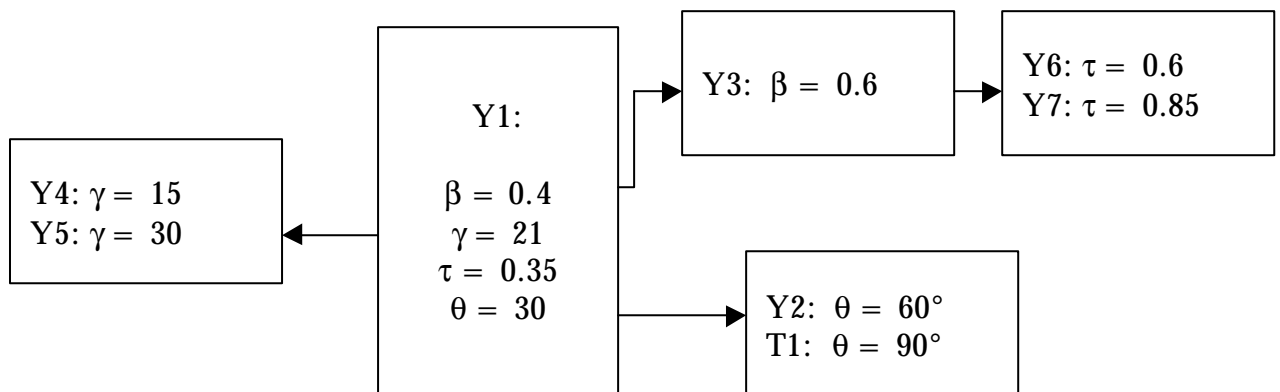 Y1:
β = 0.4
γ = 21
τ = 0.35
θ = 30
Y4: γ = 15
Y5: γ = 30
Y3: β = 0.6
Y6: τ = 0.6
Y7: τ = 0.85
Y2: θ = 60°
T1: θ = 90°